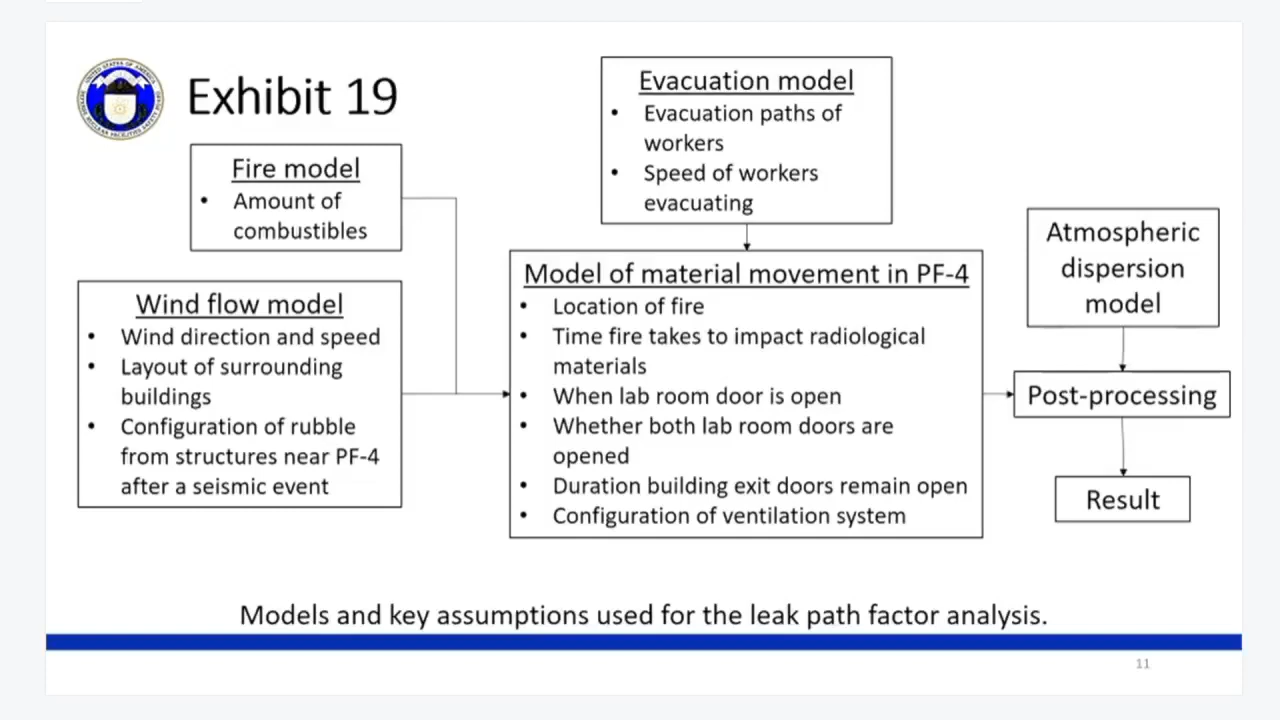 Exhibit 19
Fire model
• Amount of
combustibles
Wind flow model
• Wind direction and speed
• Layout of surrounding
buildings
• Configuration of rubble
from structures near PF-4
after a seismic event
Evacuation model
• Evacuation paths of
workers
• Speed of workers
evacuating
Model of material movement in PF-4
• Location of fire
• Time fire takes to impact radiological
materials
• When lab room door is open
• Whether both lab room doors are
opened
• Duration building exit doors remain open
• Configuration of ventilation system
Atmospheric
dispersion
model
Post-processing
Result
Models and key assumptions used for the leak path factor analysis.
11